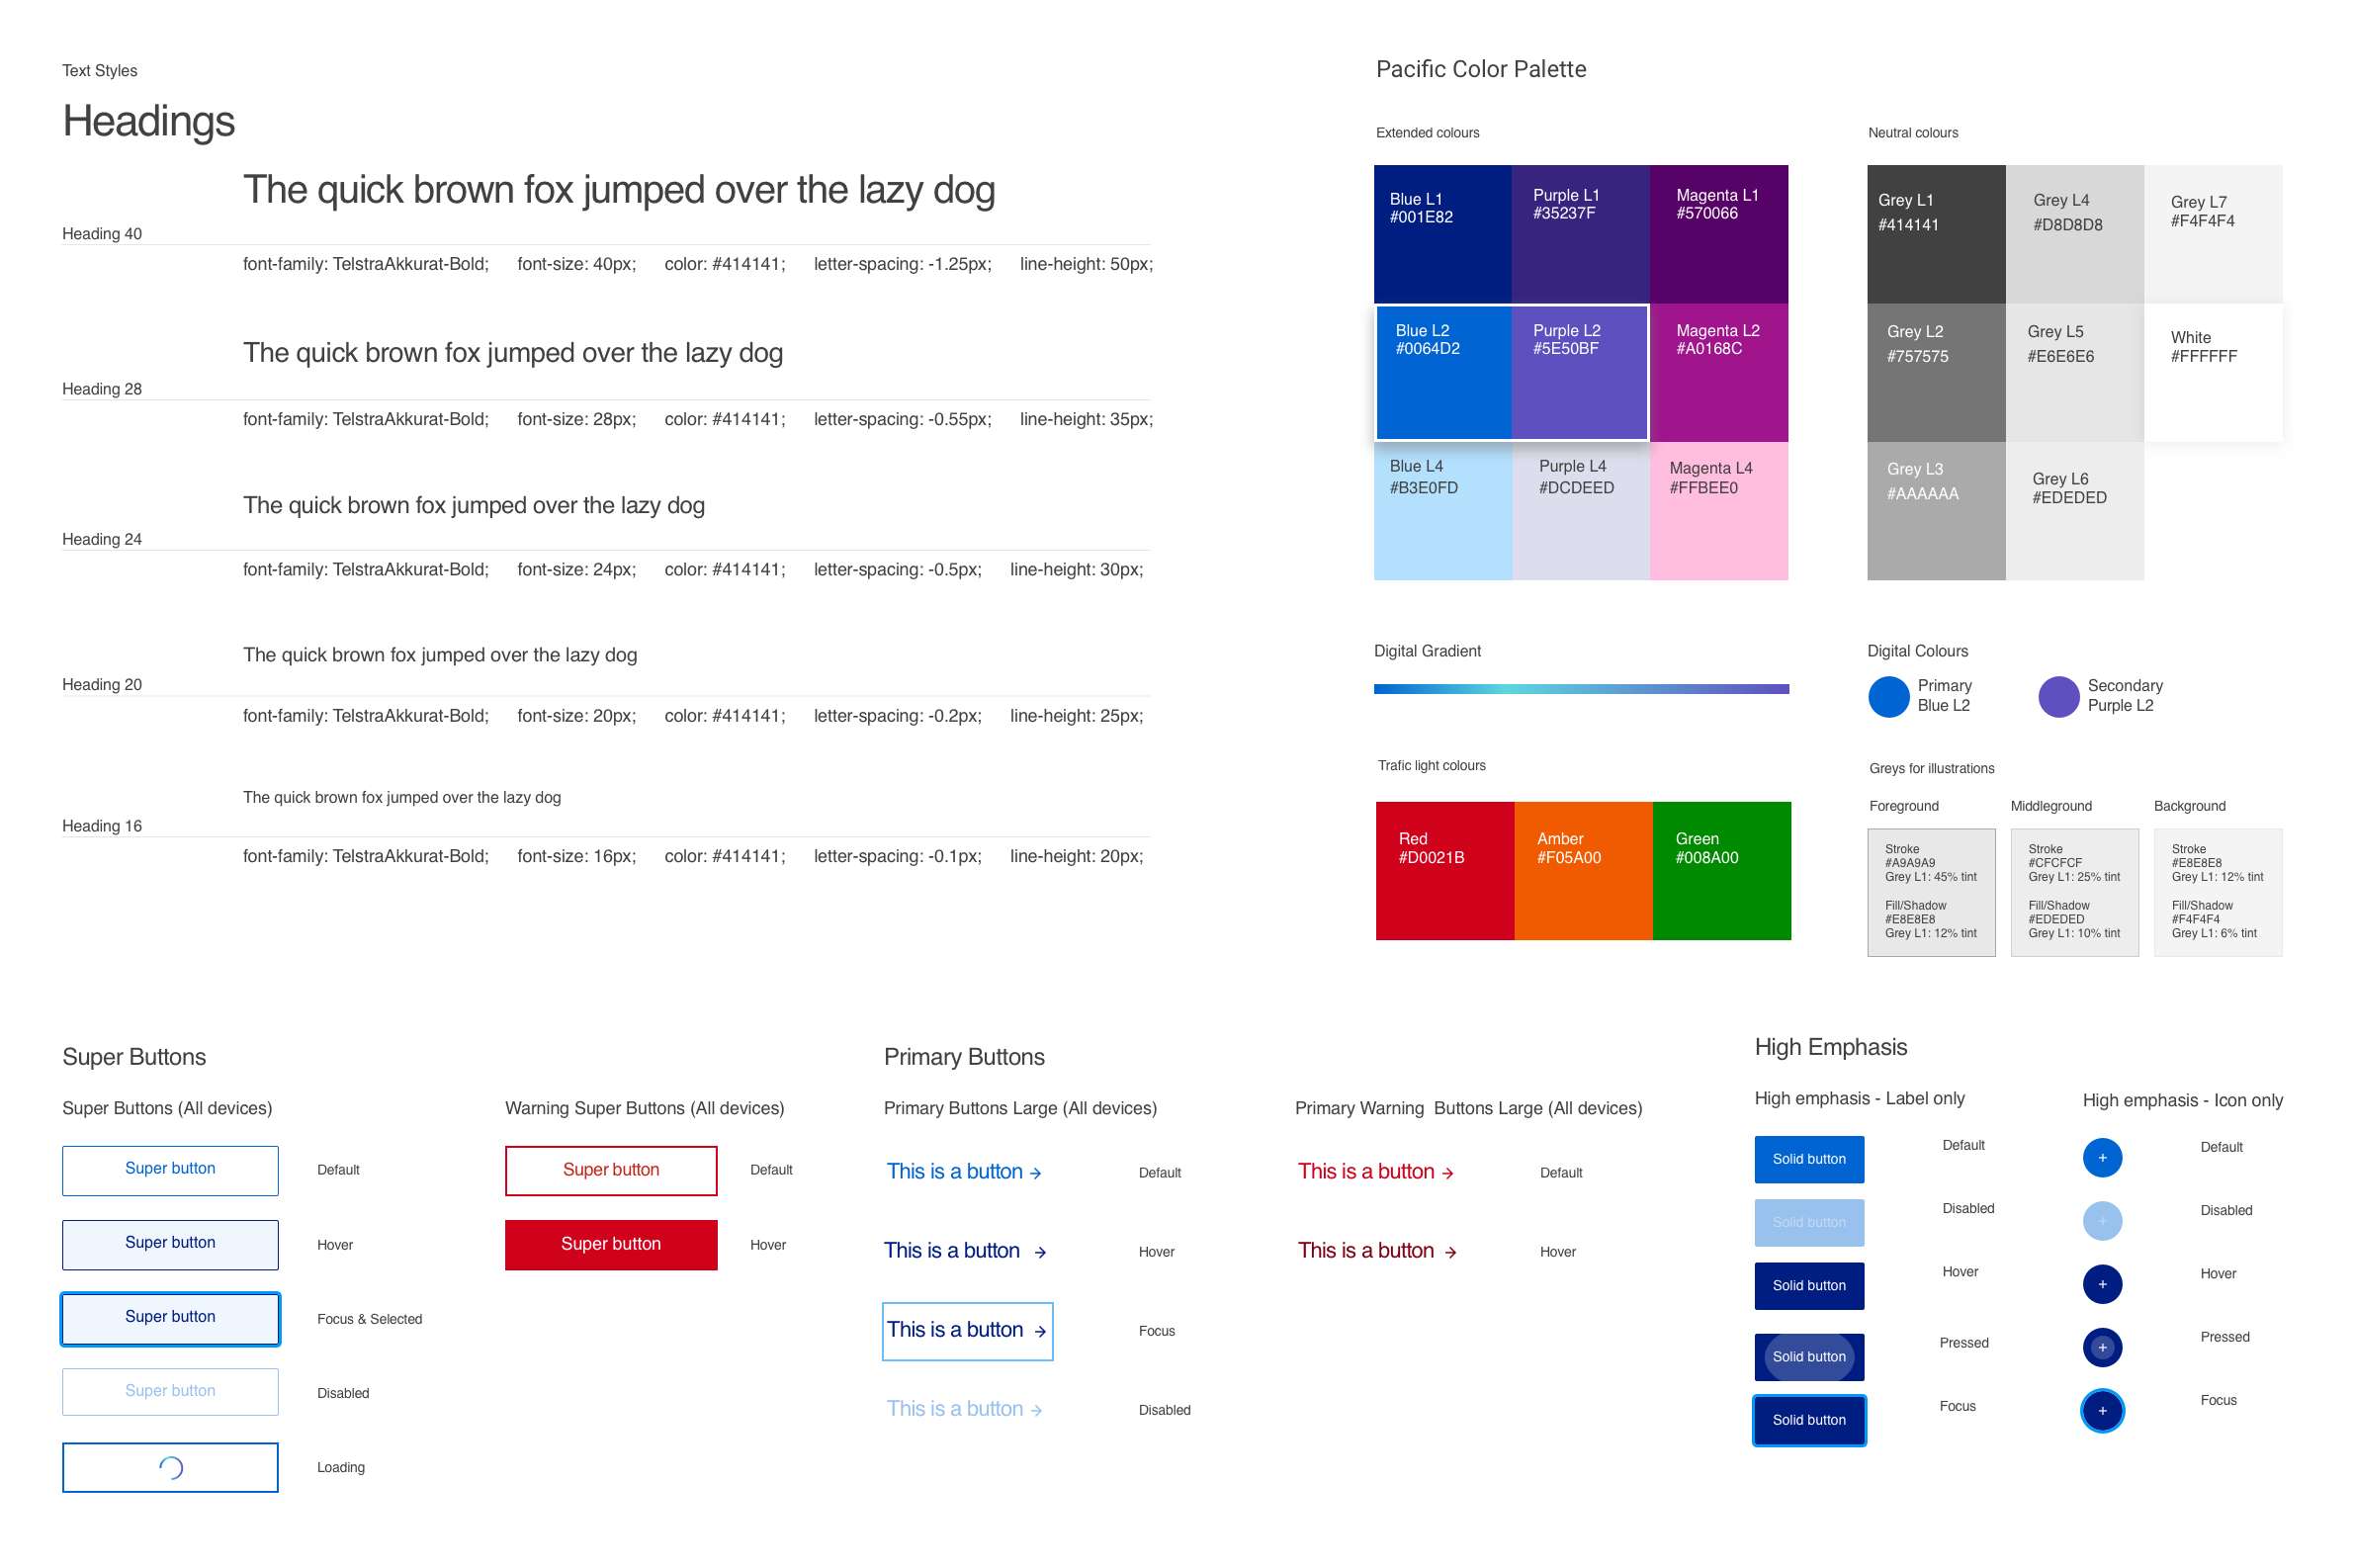 Text Styles
Headings
The quick brown fox jumped over the lazy dog
Heading 40
font-family: TelstraAkkurat-Bold; font-size: 40px; color: #414141; letter-spacing: -1.25px; line-height: 50px;
The quick brown fox jumped over the lazy dog
Heading 28
font-family: TelstraAkkurat-Bold; font-size: 28px; color: #414141; letter-spacing: -0.55px; line-height: 35px;
The quick brown fox jumped over the lazy dog
Heading 24
font-family: TelstraAkkurat-Bold; font-size: 24px; color: #414141; letter-spacing: -0.5px; line-height: 30px;
The quick brown fox jumped over the lazy dog
Heading 20
font-family: TelstraAkkurat-Bold; font-size: 20px; color: #414141; letter-spacing: -0.2px; line-height: 25px;
The quick brown fox jumped over the lazy dog
Heading 16
font-family: TelstraAkkurat-Bold; font-size: 16px; color: #414141; letter-spacing: -0.1px; line-height: 20px;
Pacific Color Palette
Extended colours
Blue L1
#001E82
Purple L1
#35237F
Magenta L1
#570066
Blue L2
#0064D2
Purple L2
#5E50BF
Magenta L2
#A0168C
Blue L4
#B3E0FD
Purple L4
#DCDEED
Magenta L4
#FFBEE0
Neutral colours
Grey L1
#414141
Grey L4
#D8D8D8
Grey L7
#F4F4F4
Grey L2
#757575
Grey L5
#E6E6E6
White
#FFFFFF
Grey L3
#AAAAAA
Grey L6
#EDEDED
Digital Gradient
Digital Colours
Primary
Blue L2
Secondary
Purple L2
Trafic light colours
Red
#D0021B
Amber
#F05A00
Green
#008A00
Greys for illustrations
Foreground
Stroke
#A9A9A9
Grey L1: 45% tint
Fill/Shadow
#E8E8E8
Grey L1: 12% tint
Middleground
Stroke
#CFCFCF
Grey L1: 25% tint
Fill/Shadow
#EDEDED
Grey L1: 10% tint
Background
Stroke
#E8E8E8
Grey L1: 12% tint
Fill/Shadow
#F4F4F4
Grey L1: 6% tint
Super Buttons
Super Buttons (All devices)
Super button Default
Super button Hover
Super button Focus & Selected
Super button Disabled
Loading
Warning Super Buttons (All devices)
Super button Default
Super button Hover
Primary Buttons
Primary Buttons Large (All devices)
This is a button → Default
This is a button → Hover
This is a button → Focus
This is a button → Disabled
Primary Warning Buttons Large (All devices)
This is a button → Default
This is a button → Hover
High Emphasis
High emphasis - Label only
Solid button Default
Solid button Disabled
Solid button Hover
Solid button Pressed
Solid button Focus
High emphasis - Icon only
+ Default
+ Disabled
+ Hover
+ Pressed
+ Focus